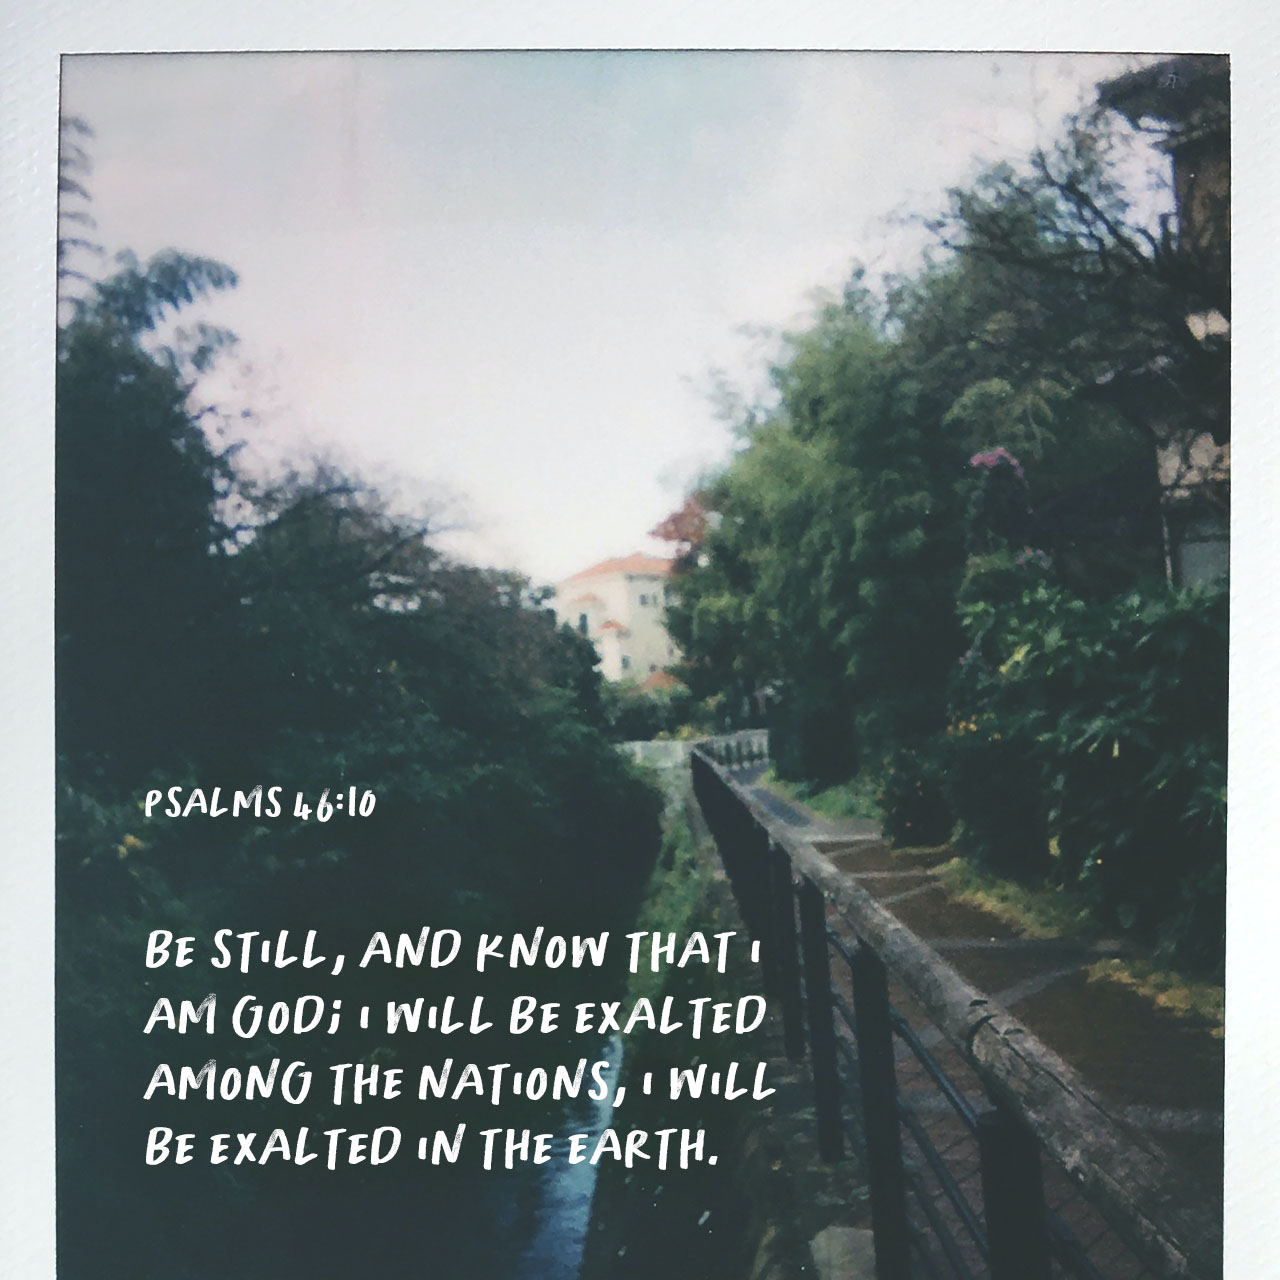 PSALMS 46:10
BE STILL, AND KNOW THAT I
AM GOD; I WILL BE EXALTED
AMONG THE NATIONS, I WILL
BE EXALTED IN THE EARTH.